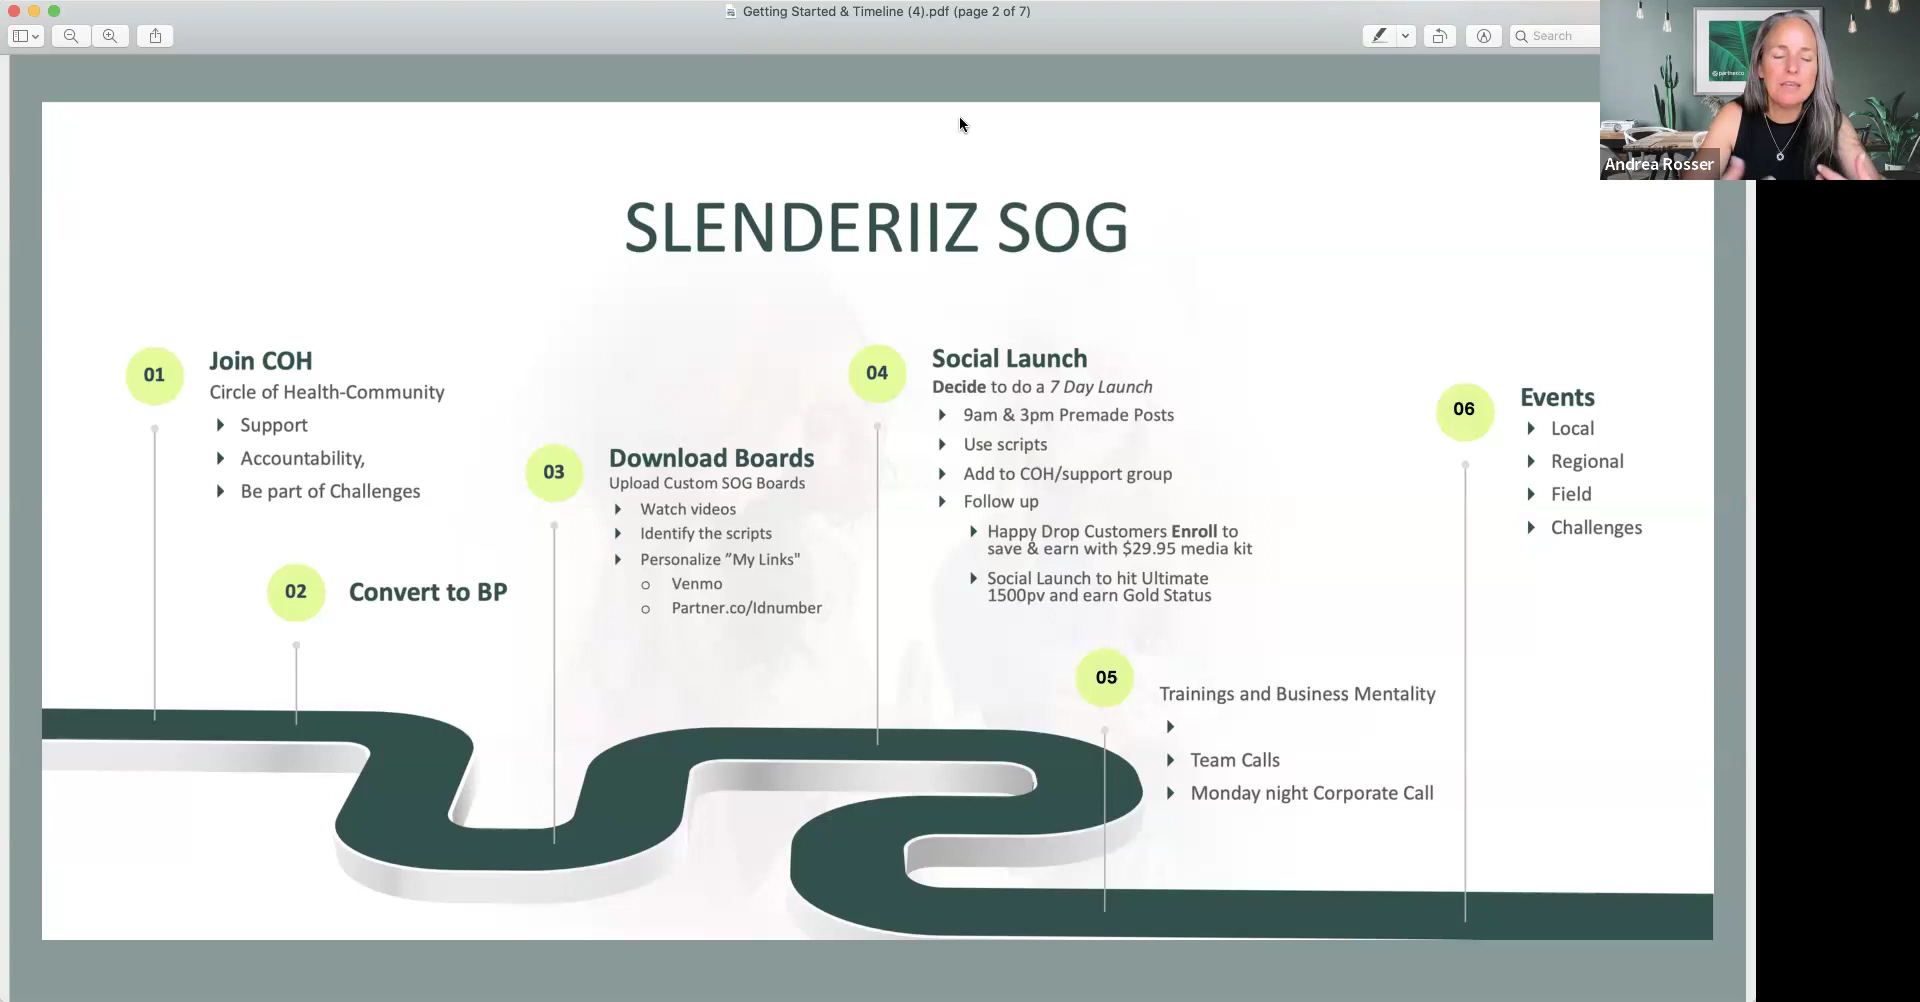 Getting Started & Timeline (4).pdf (page 2 of 7)
Search
partner.co
Andrea Rosser
SLENDERIIZ SOG
01
Join COH
Circle of Health-Community
Support
Accountability,
Be part of Challenges
02
Convert to BP
03
Download Boards
Upload Custom SOG Boards
Watch videos
Identify the scripts
Personalize ”My Links"
Venmo
Partner.co/Idnumber
04
Social Launch
Decide to do a 7 Day Launch
9am & 3pm Premade Posts
Use scripts
Add to COH/support group
Follow up
Happy Drop Customers Enroll to
save & earn with $29.95 media kit
Social Launch to hit Ultimate
1500pv and earn Gold Status
05
Trainings and Business Mentality
Team Calls
Monday night Corporate Call
06
Events
Local
Regional
Field
Challenges